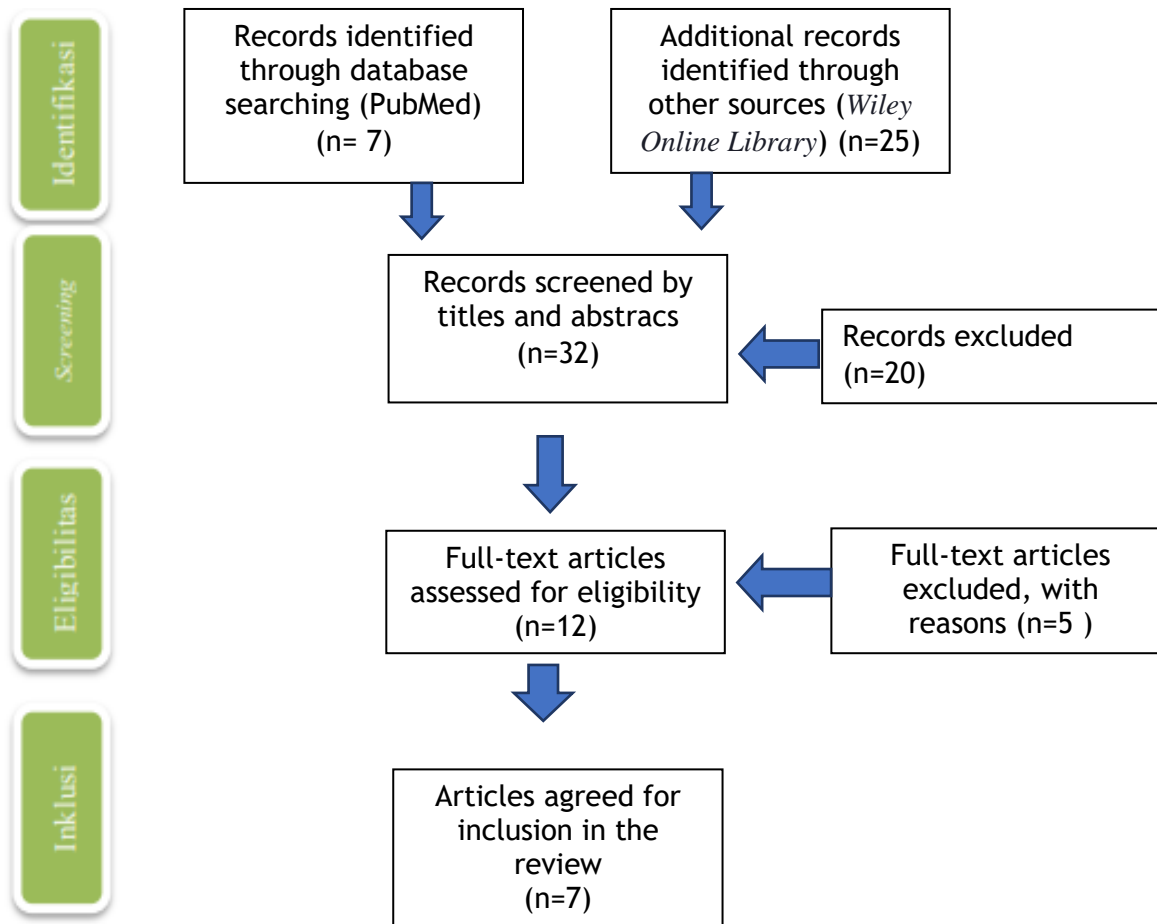 Identifikasi
Records identified
through database
searching (PubMed)
(n= 7)
Additional records
identified through
other sources (Wiley
Online Library) (n=25)
Screening
Records screened by
titles and abstracs
(n=32)
Records excluded
(n=20)
Eligibilitas
Full-text articles
assessed for eligibility
(n=12)
Full-text articles
excluded, with
reasons (n=5 )
Inklusi
Articles agreed for
inclusion in the
review
(n=7)